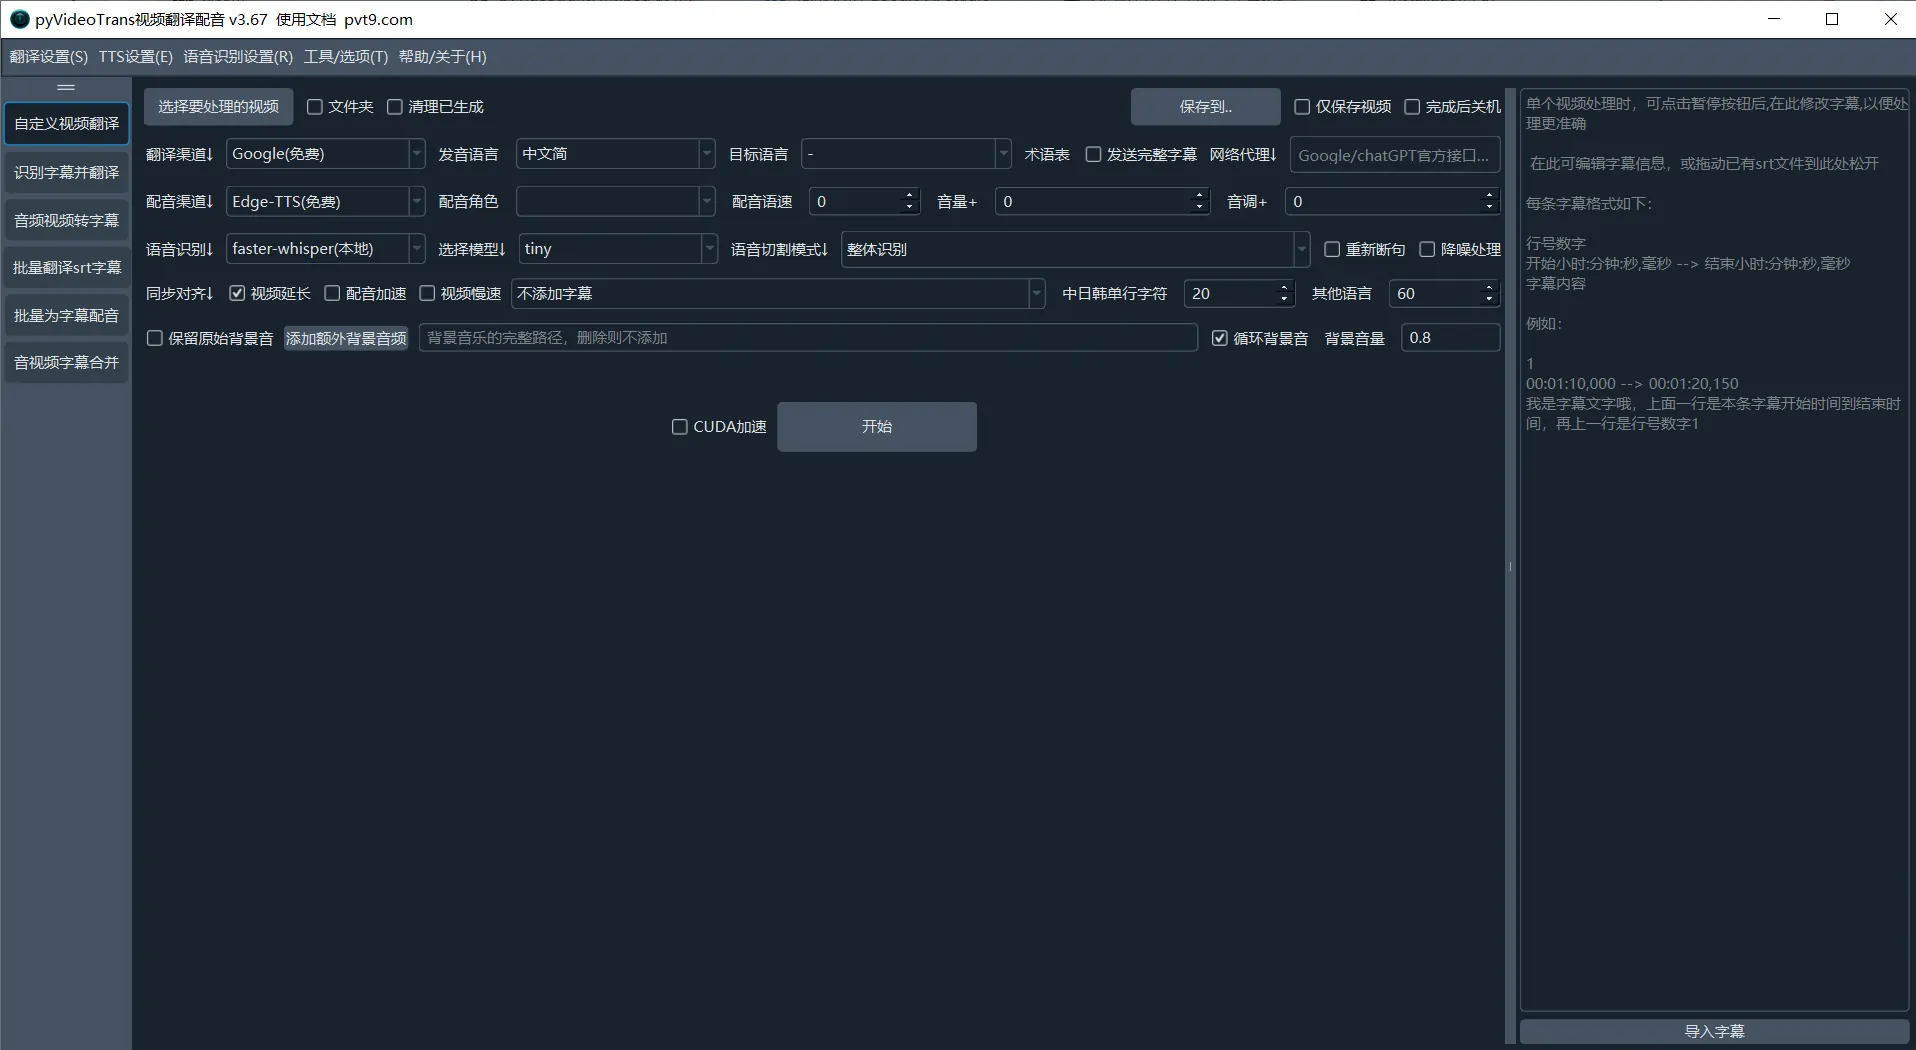 pyVideoTrans视频翻译配音 v3.67 使用文档 pvt9.com
翻译设置(S) TTS设置(E) 语音识别设置(R) 工具/选项(T) 帮助/关于(H)
自定义视频翻译
识别字幕并翻译
音频视频转字幕
批量翻译srt字幕
批量为字幕配音
音视频字幕合并
选择要处理的视频 文件夹 清理已生成 保存到.. 仅保存视频 完成后关机
翻译渠道↓ Google(免费) 发音语言 中文简 目标语言 - 术语表 发送完整字幕 网络代理↓ Google/chatGPT官方接口...
配音渠道↓ Edge-TTS(免费) 配音角色 配音语速 0 音量+ 0 音调+ 0
语音识别↓ faster-whisper(本地) 选择模型↓ tiny 语音切割模式↓ 整体识别 重新断句 降噪处理
同步对齐↓ 视频延长 配音加速 视频慢速 不添加字幕 中日韩单行字符 20 其他语言 60
保留原始背景音 添加额外背景音频 背景音乐的完整路径，删除则不添加 循环背景音 背景音量 0.8
CUDA加速 开始
单个视频处理时，可点击暂停按钮后,在此修改字幕,以便处
理更准确
在此可编辑字幕信息，或拖动已有srt文件到此处松开
每条字幕格式如下：
行号数字
开始小时:分钟:秒,毫秒 --> 结束小时:分钟:秒,毫秒
字幕内容
例如：
1
00:01:10,000 --> 00:01:20,150
我是字幕文字哦，上面一行是本条字幕开始时间到结束时
间，再上一行是行号数字1
导入字幕